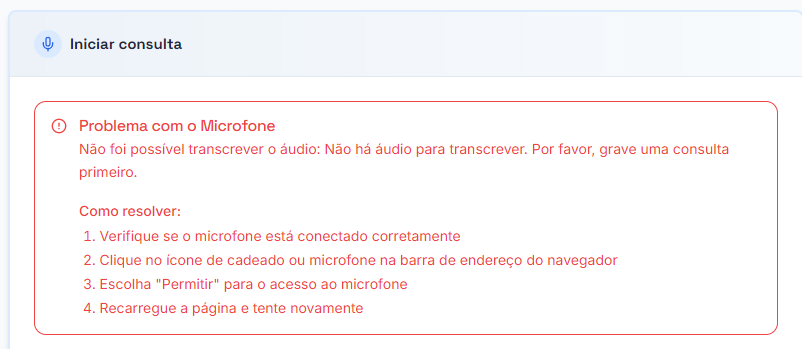 Iniciar consulta
Problema com o Microfone
Não foi possível transcrever o áudio: Não há áudio para transcrever. Por favor, grave uma consulta
primeiro.
Como resolver:
1. Verifique se o microfone está conectado corretamente
2. Clique no ícone de cadeado ou microfone na barra de endereço do navegador
3. Escolha "Permitir" para o acesso ao microfone
4. Recarregue a página e tente novamente